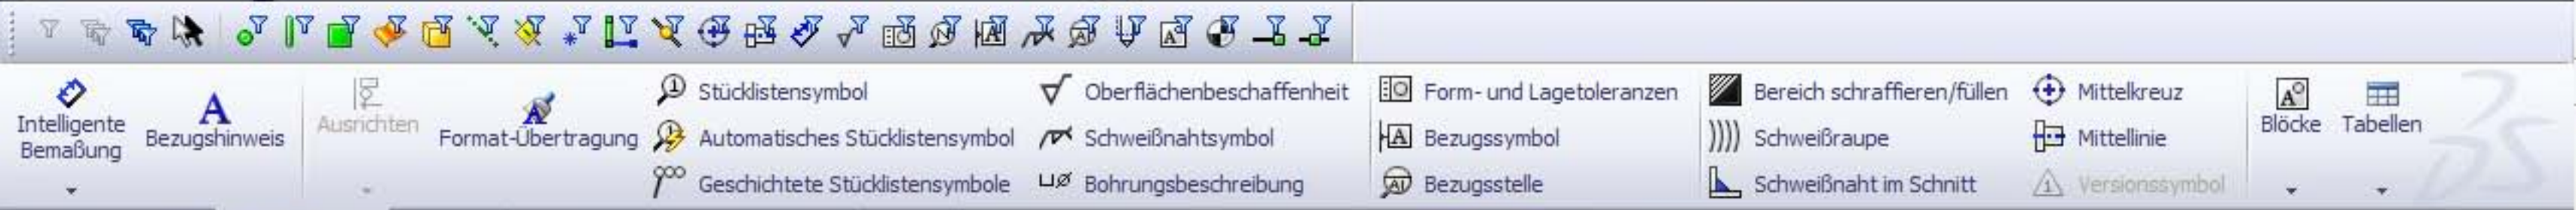 Intelligente
Bemaßung
Bezugshinweis
Ausrichten
Format-Übertragung
Stücklistensymbol
Automatisches Stücklistensymbol
Geschichtete Stücklistensymbole
Oberflächenbeschaffenheit
Schweißnahtsymbol
Bohrungsbeschreibung
Form- und Lagetoleranzen
Bezugssymbol
Bezugsstelle
Bereich schraffieren/füllen
Schweißraupe
Schweißnaht im Schnitt
Mittelkreuz
Mittellinie
Versionssymbol
Blöcke
Tabellen